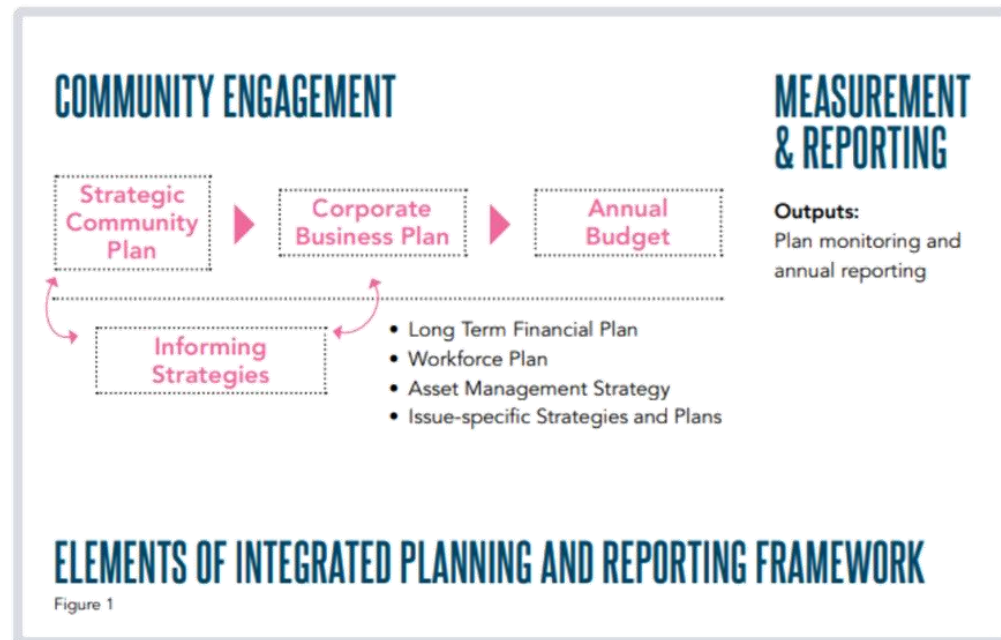 COMMUNITY ENGAGEMENT
Strategic
Community
Plan
Corporate
Business Plan
Annual
Budget
Informing
Strategies
• Long Term Financial Plan
• Workforce Plan
• Asset Management Strategy
• Issue-specific Strategies and Plans
MEASUREMENT
& REPORTING
Outputs:
Plan monitoring and
annual reporting
ELEMENTS OF INTEGRATED PLANNING AND REPORTING FRAMEWORK
Figure 1